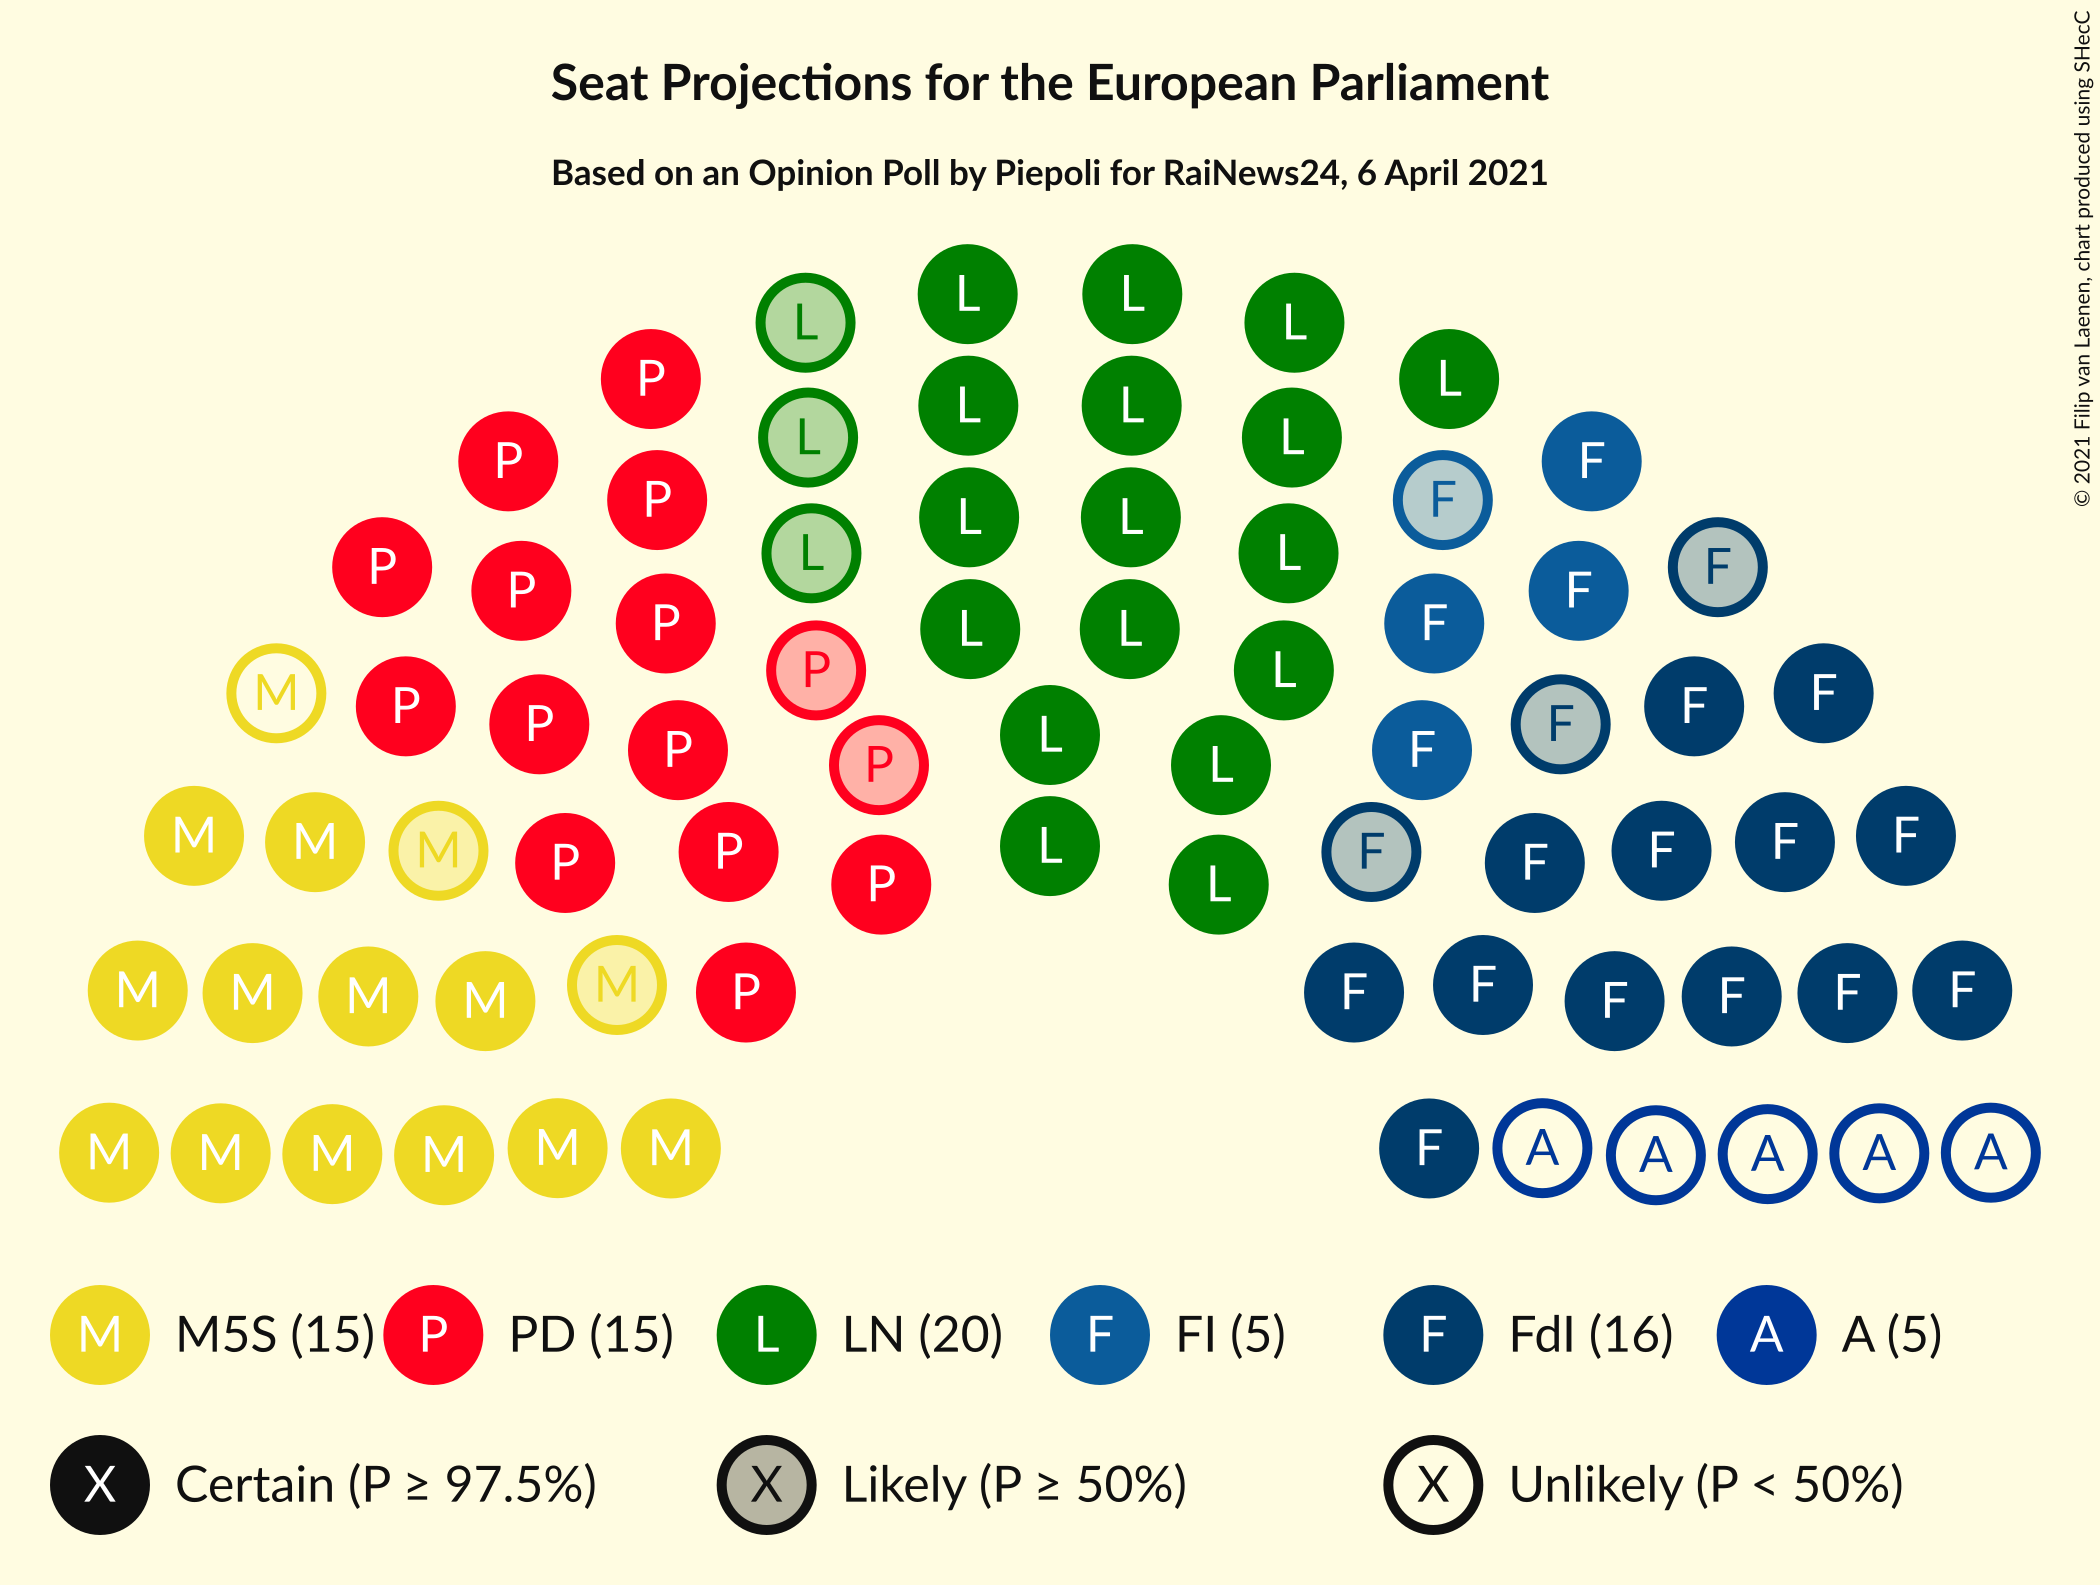 Seat Projections for the European Parliament
Based on an Opinion Poll by Piepoli for RaiNews24, 6 April 2021
© 2021 Filip van Laenen, chart produced using SHecC
L L L L
P L
L L L L
P F
P P L F
L L L L
P P F F
P P L L L F F
M P P P L F F F F
P L L
M M M P P P L L F F F F F
M M M M M P F F F F F F
M M M M M M F A A A A A
M M5S (15) P PD (15) L LN (20) F FI (5) F FdI (16) A A (5)
X Certain (P ≥ 97.5%) X Likely (P ≥ 50%) X Unlikely (P < 50%)